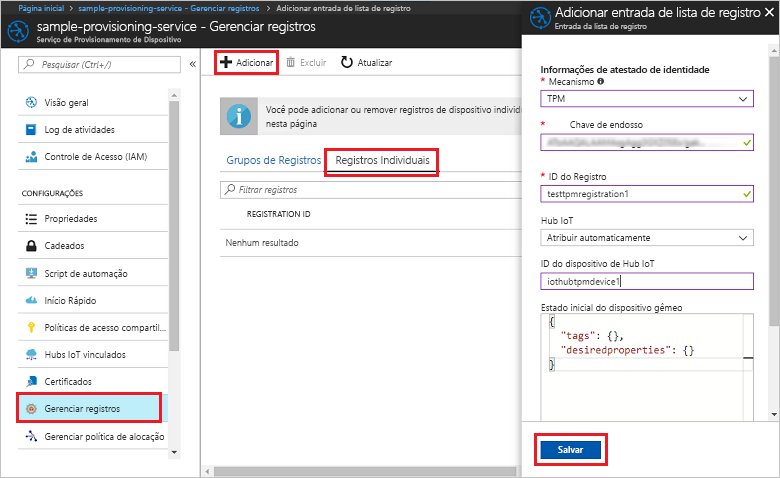 Página inicial > sample-provisioning-service - Gerenciar registros > Adicionar entrada de lista de registro
sample-provisioning-service - Gerenciar registros
Serviço de Provisionamento de Dispositivo
Pesquisar (Ctrl+/)
Visão geral
Log de atividades
Controle de Acesso (IAM)
CONFIGURAÇÕES
Propriedades
Cadeados
Script de automação
Início Rápido
Políticas de acesso compartil...
Hubs IoT vinculados
Certificados
Gerenciar registros
Gerenciar política de alocação
Adicionar
Excluir
Atualizar
Você pode adicionar ou remover registros de dispositivo individ
nesta página
Grupos de Registros
Registros Individuais
Filtrar registros
REGISTRATION ID
Nenhum resultado
Adicionar entrada de lista de registro
Entrada da lista de registro
Informações de atestado de identidade
* Mecanismo
TPM
* Chave de endosso
* ID do Registro
testtpmregistration1
Hub IoT
Atribuir automaticamente
ID do dispositivo de Hub IoT
iothubtpmdevice1
Estado inicial do dispositivo gêmeo
{
"tags": {},
"desiredproperties": {}
}
Salvar